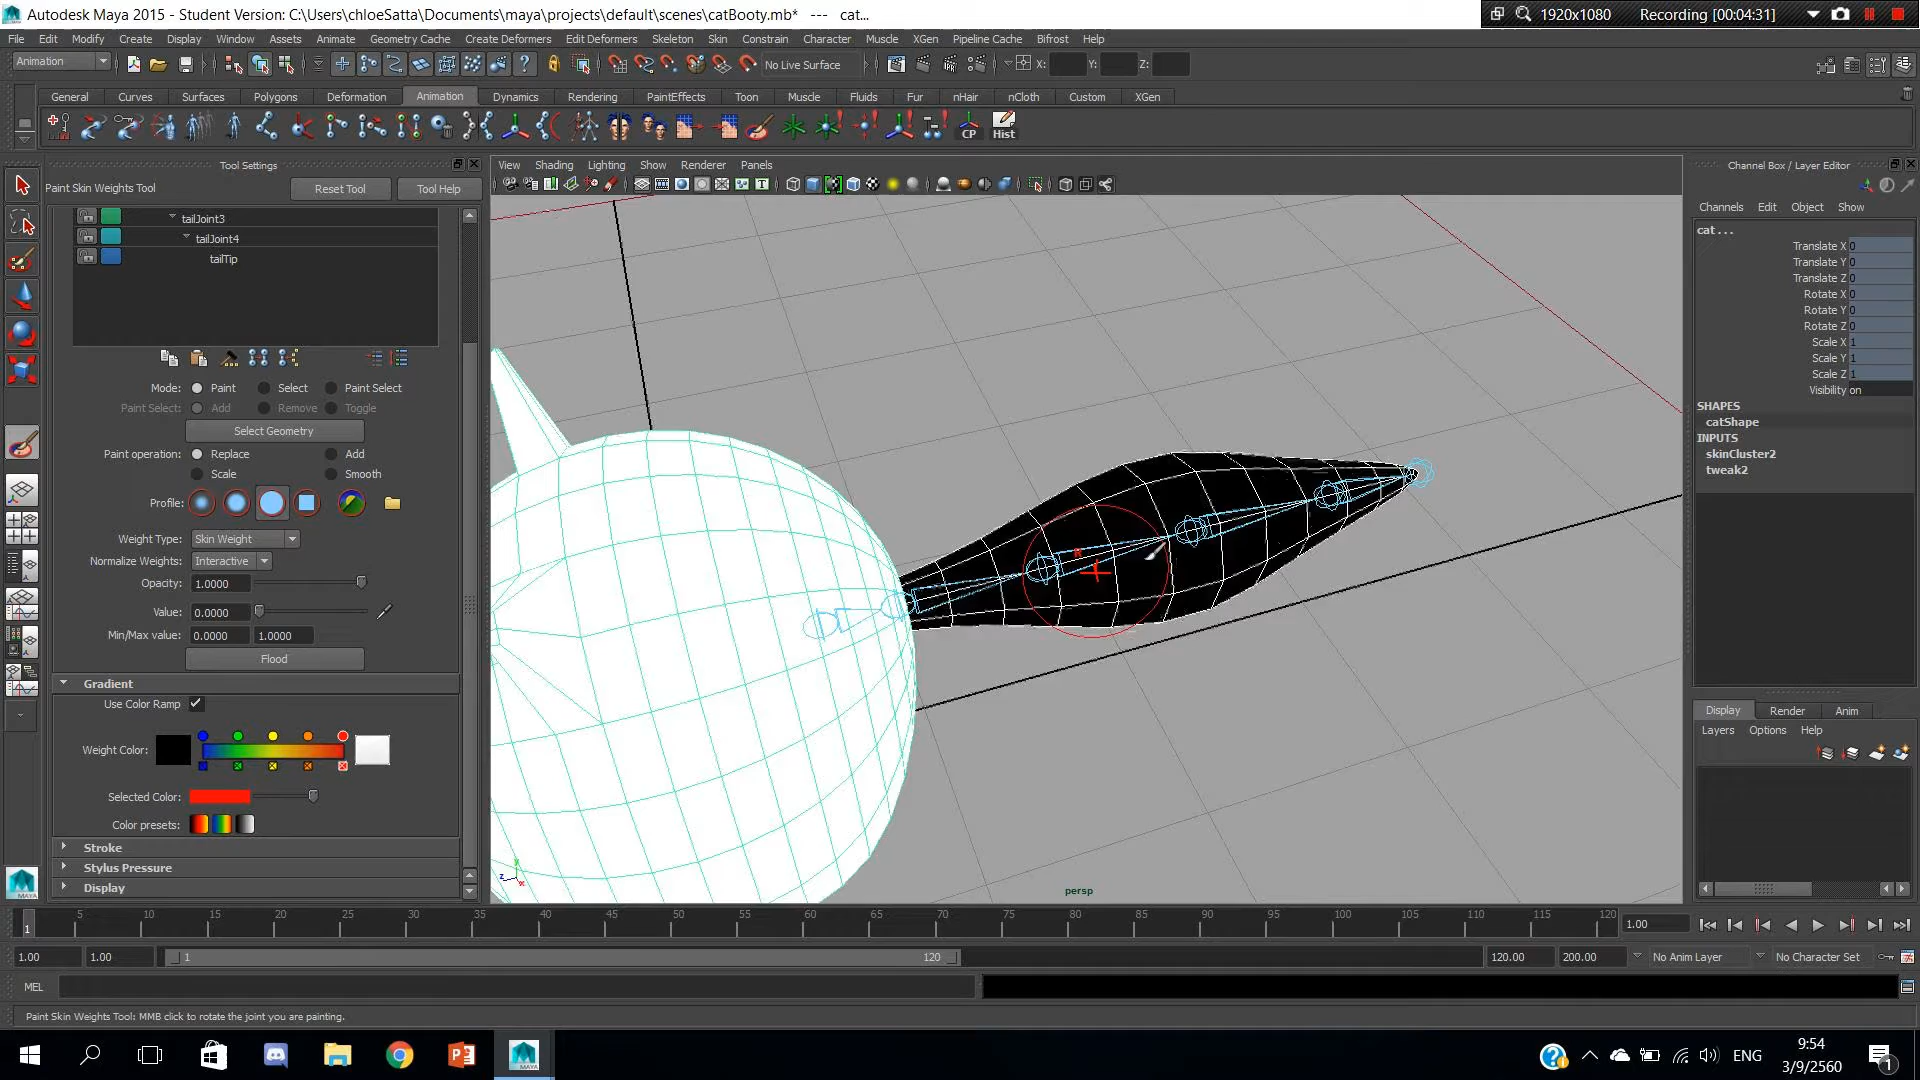 Autodesk Maya 2015 - Student Version: C:\Users\chloeSatta\Documents\maya\projects\default\scenes\catBooty.mb*   ---   cat...
1920x1080
Recording [00:04:31]
File Edit Modify Create Display Window Assets Animate Geometry Cache Create Deformers Edit Deformers Skeleton Skin Constrain Character Muscle XGen Pipeline Cache Bifrost Help
Animation
No Live Surface
X:
Y:
Z:
General Curves Surfaces Polygons Deformation Animation Dynamics Rendering PaintEffects Toon Muscle Fluids Fur nHair nCloth Custom XGen
CP
Hist
Tool Settings
Paint Skin Weights Tool
Reset Tool
Tool Help
tailJoint3
tailJoint4
tailTip
Mode: Paint Select Paint Select
Paint Select: Add Remove Toggle
Select Geometry
Paint operation: Replace Add
Scale Smooth
Profile:
Weight Type: Skin Weight
Normalize Weights: Interactive
Opacity: 1.0000
Value: 0.0000
Min/Max value: 0.0000 1.0000
Flood
Gradient
Use Color Ramp
Weight Color:
Selected Color:
Color presets:
Stroke
Stylus Pressure
Display
View Shading Lighting Show Renderer Panels
R
y
z
x
persp
Channel Box / Layer Editor
Channels Edit Object Show
cat ...
Translate X 0
Translate Y 0
Translate Z 0
Rotate X 0
Rotate Y 0
Rotate Z 0
Scale X 1
Scale Y 1
Scale Z 1
Visibility on
SHAPES
catShape
INPUTS
skinCluster2
tweak2
Display Render Anim
Layers Options Help
1 5 10 15 20 25 30 35 40 45 50 55 60 65 70 75 80 85 90 95 100 105 110 115 120
1.00
1.00 1.00 1 120 120.00 200.00 No Anim Layer No Character Set
MEL
Paint Skin Weights Tool: MMB click to rotate the joint you are painting.
MAYA
ENG
9:54
3/9/2560
1